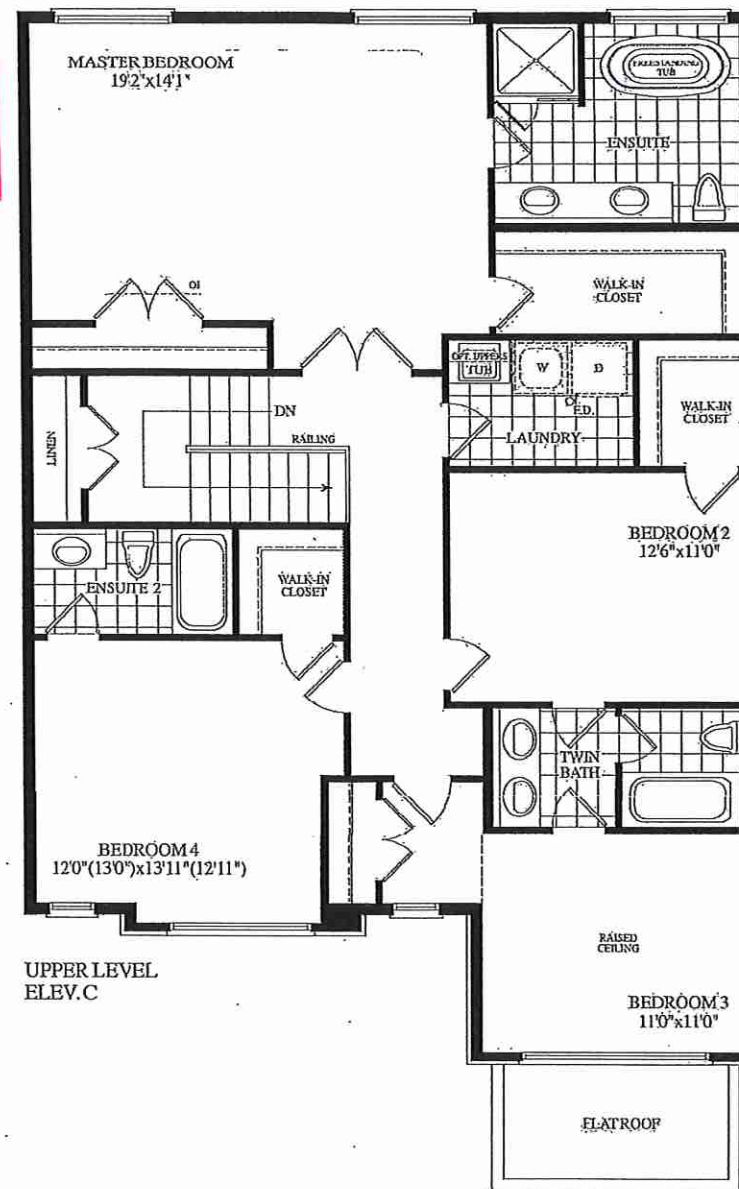 MASTER BEDROOM
19'2"x14'1"
FREESTANDING
TUB
ENSUITE
WALK-IN
CLOSET
OPT. UPPERS
TUB
W
D
F.D.
LAUNDRY
WALK-IN
CLOSET
DN
RAILING
LINEN
BEDROOM 2
12'6"x11'0"
ENSUITE 2
WALK-IN
CLOSET
TWIN
BATH
BEDROOM 4
12'0"(13'0")x13'11"(12'11")
RAISED
CEILING
BEDROOM 3
11'0"x11'0"
UPPER LEVEL
ELEV. C
FLAT ROOF